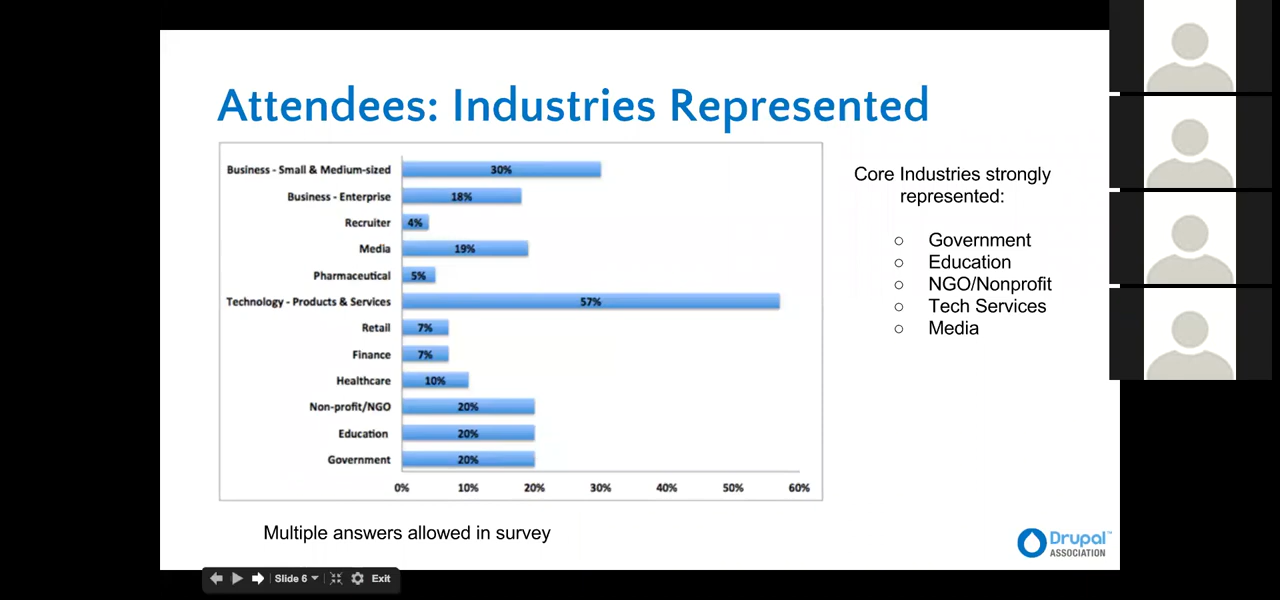 Attendees: Industries Represented
Business - Small & Medium-sized
30%
Business - Enterprise
18%
Recruiter
4%
Media
19%
Pharmaceutical
5%
Technology - Products & Services
57%
Retail
7%
Finance
7%
Healthcare
10%
Non-profit/NGO
20%
Education
20%
Government
20%
0% 10% 20% 30% 40% 50% 60%
Core Industries strongly
represented:
○ Government
○ Education
○ NGO/Nonprofit
○ Tech Services
○ Media
Multiple answers allowed in survey
Drupal™
ASSOCIATION
Slide 6 Exit